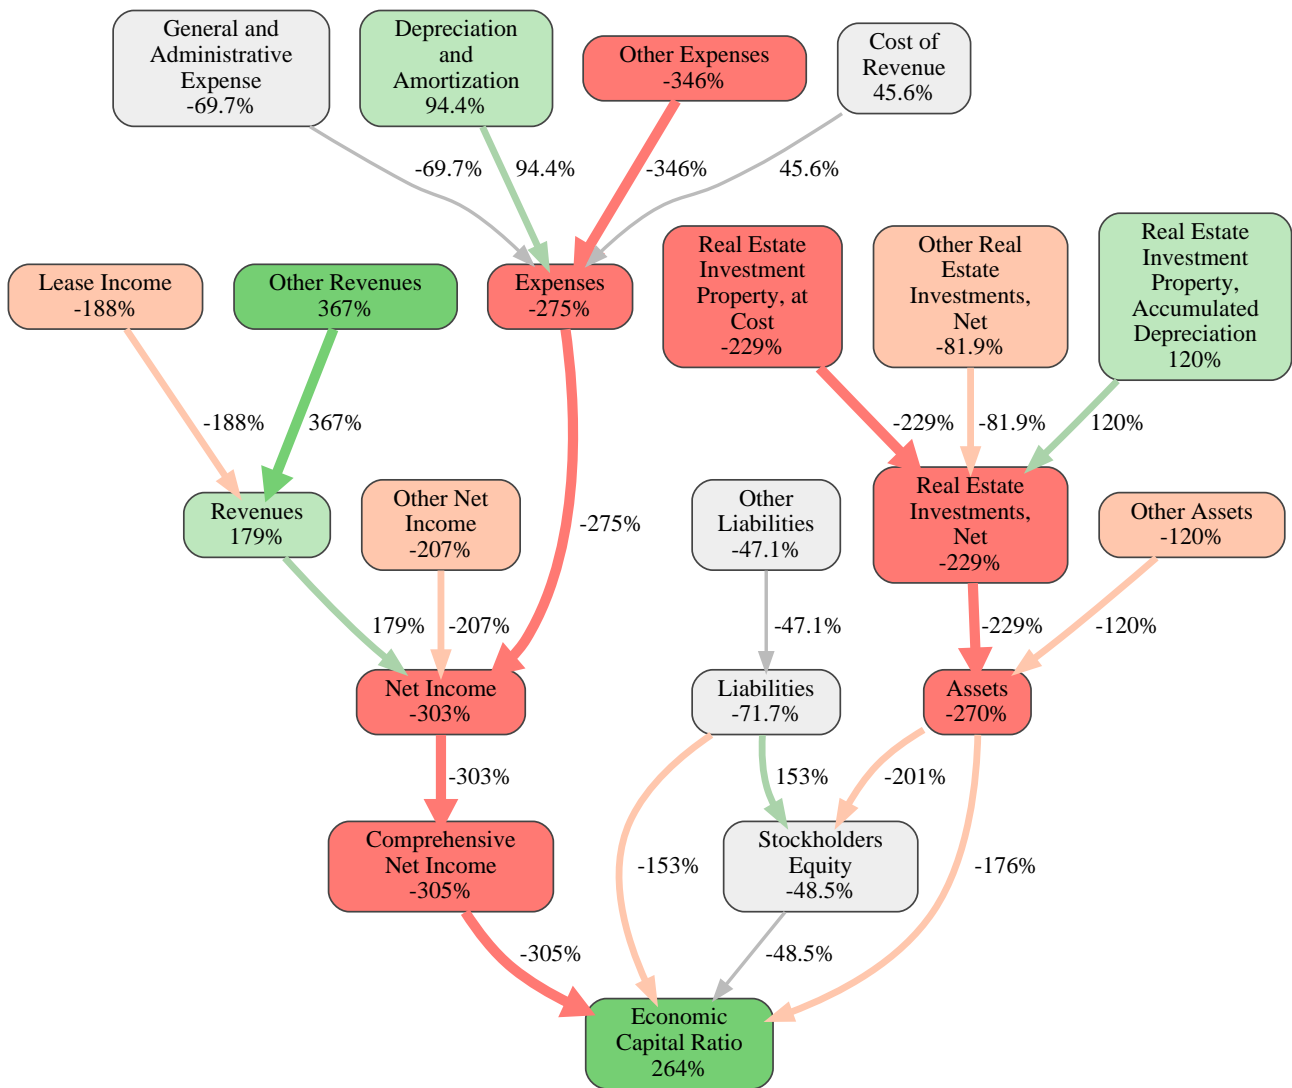 General and
Administrative
Expense
-69.7%
Depreciation
and
Amortization
94.4%
Other Expenses
-346%
Cost of
Revenue
45.6%
-69.7%
94.4%
-346%
45.6%
Lease Income
-188%
Other Revenues
367%
Expenses
-275%
Real Estate
Investment
Property, at
Cost
-229%
Other Real
Estate
Investments,
Net
-81.9%
Real Estate
Investment
Property,
Accumulated
Depreciation
120%
-188%
367%
-275%
-229%
-81.9%
120%
Revenues
179%
Other Net
Income
-207%
Other
Liabilities
-47.1%
Real Estate
Investments,
Net
-229%
Other Assets
-120%
179%
-207%
-47.1%
-229%
-120%
Net Income
-303%
Liabilities
-71.7%
Assets
-270%
-303%
153%
-201%
Comprehensive
Net Income
-305%
Stockholders
Equity
-48.5%
-153%
-176%
-305%
-48.5%
Economic
Capital Ratio
264%